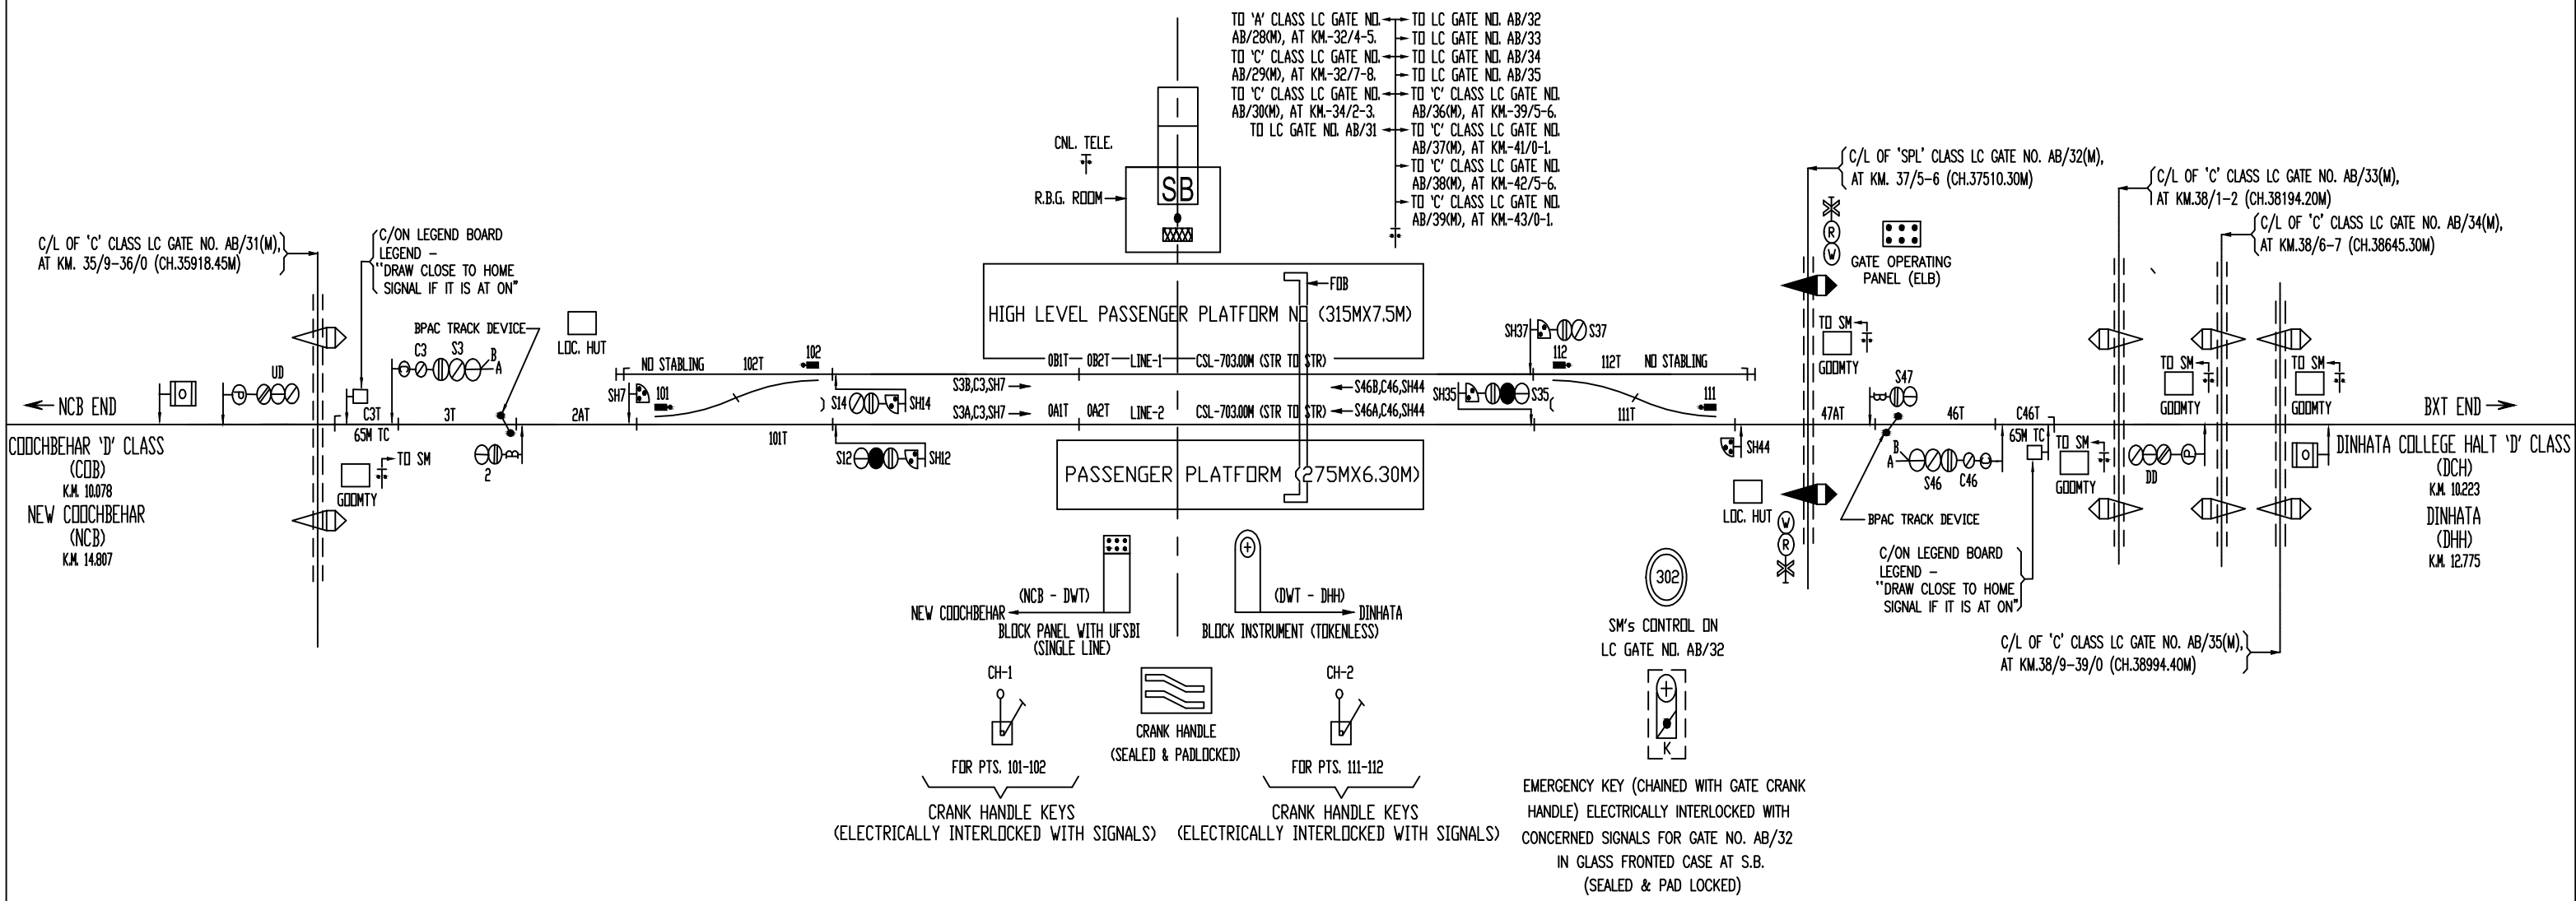 TO 'A' CLASS LC GATE NO.
AB/28(M), AT KM.-32/4-5.
TO 'C' CLASS LC GATE NO.
AB/29(M), AT KM.-32/7-8.
TO 'C' CLASS LC GATE NO.
AB/30(M), AT KM.-34/2-3.
TO LC GATE NO. AB/31
TO LC GATE NO. AB/32
TO LC GATE NO. AB/33
TO LC GATE NO. AB/34
TO LC GATE NO. AB/35
TO 'C' CLASS LC GATE NO.
AB/36(M), AT KM.-39/5-6.
TO 'C' CLASS LC GATE NO.
AB/37(M), AT KM.-41/0-1.
TO 'C' CLASS LC GATE NO.
AB/38(M), AT KM.-42/5-6.
TO 'C' CLASS LC GATE NO.
AB/39(M), AT KM.-43/0-1.
CNL. TELE.
R.B.G. ROOM
SB
C/L OF 'SPL' CLASS LC GATE NO. AB/32(M),
AT KM. 37/5-6 (CH.37510.30M)
C/L OF 'C' CLASS LC GATE NO. AB/33(M),
AT KM.38/1-2 (CH.38194.20M)
C/L OF 'C' CLASS LC GATE NO. AB/34(M),
AT KM.38/6-7 (CH.38645.30M)
C/L OF 'C' CLASS LC GATE NO. AB/31(M),
AT KM. 35/9-36/0 (CH.35918.45M)
C/ON LEGEND BOARD
LEGEND -
"DRAW CLOSE TO HOME
SIGNAL IF IT IS AT ON"
R
W
GATE OPERATING
PANEL (ELB)
FOB
HIGH LEVEL PASSENGER PLATFORM NO (315MX7.5M)
BPAC TRACK DEVICE
LOC. HUT
C3
S3
B
A
UD
P
C
NO STABLING
102T
102
0B1T
0B2T
LINE-1
CSL-703.00M (STR TO STR)
SH37
S37
112
112T
NO STABLING
TO SM
GOOMTY
TO SM
GOOMTY
TO SM
GOOMTY
NCB END
C3T
65M TC
3T
2AT
SH7
101
101T
S14
SH14
S3B,C3,SH7
S3A,C3,SH7
0A1T
0A2T
LINE-2
CSL-703.00M (STR TO STR)
S46B,C46,SH44
S46A,C46,SH44
SH35
S35
111
111T
47AT
S47
46T
C46T
65M TC
BXT END
COOCHBEHAR 'D' CLASS
(COB)
K.M. 10.078
NEW COOCHBEHAR
(NCB)
K.M. 14.807
TO SM
GOOMTY
2
S12
SH12
PASSENGER PLATFORM (275MX6.30M)
SH44
LOC. HUT
W
R
B
A
S46
C46
C
TO SM
GOOMTY
DD
P
DINHATA COLLEGE HALT 'D' CLASS
(DCH)
K.M. 10.223
DINHATA
(DHH)
K.M. 12.775
BPAC TRACK DEVICE
C/ON LEGEND BOARD
LEGEND -
"DRAW CLOSE TO HOME
SIGNAL IF IT IS AT ON"
C/L OF 'C' CLASS LC GATE NO. AB/35(M),
AT KM.38/9-39/0 (CH.38994.40M)
(NCB - DWT)
NEW COOCHBEHAR
BLOCK PANEL WITH UFSBI
(SINGLE LINE)
(DWT - DHH)
DINHATA
BLOCK INSTRUMENT (TOKENLESS)
302
SM's CONTROL ON
LC GATE NO. AB/32
K
CH-1
FOR PTS. 101-102
CRANK HANDLE KEYS
(ELECTRICALLY INTERLOCKED WITH SIGNALS)
CRANK HANDLE
(SEALED & PADLOCKED)
CH-2
FOR PTS. 111-112
CRANK HANDLE KEYS
(ELECTRICALLY INTERLOCKED WITH SIGNALS)
EMERGENCY KEY (CHAINED WITH GATE CRANK
HANDLE) ELECTRICALLY INTERLOCKED WITH
CONCERNED SIGNALS FOR GATE NO. AB/32
IN GLASS FRONTED CASE AT S.B.
(SEALED & PAD LOCKED)